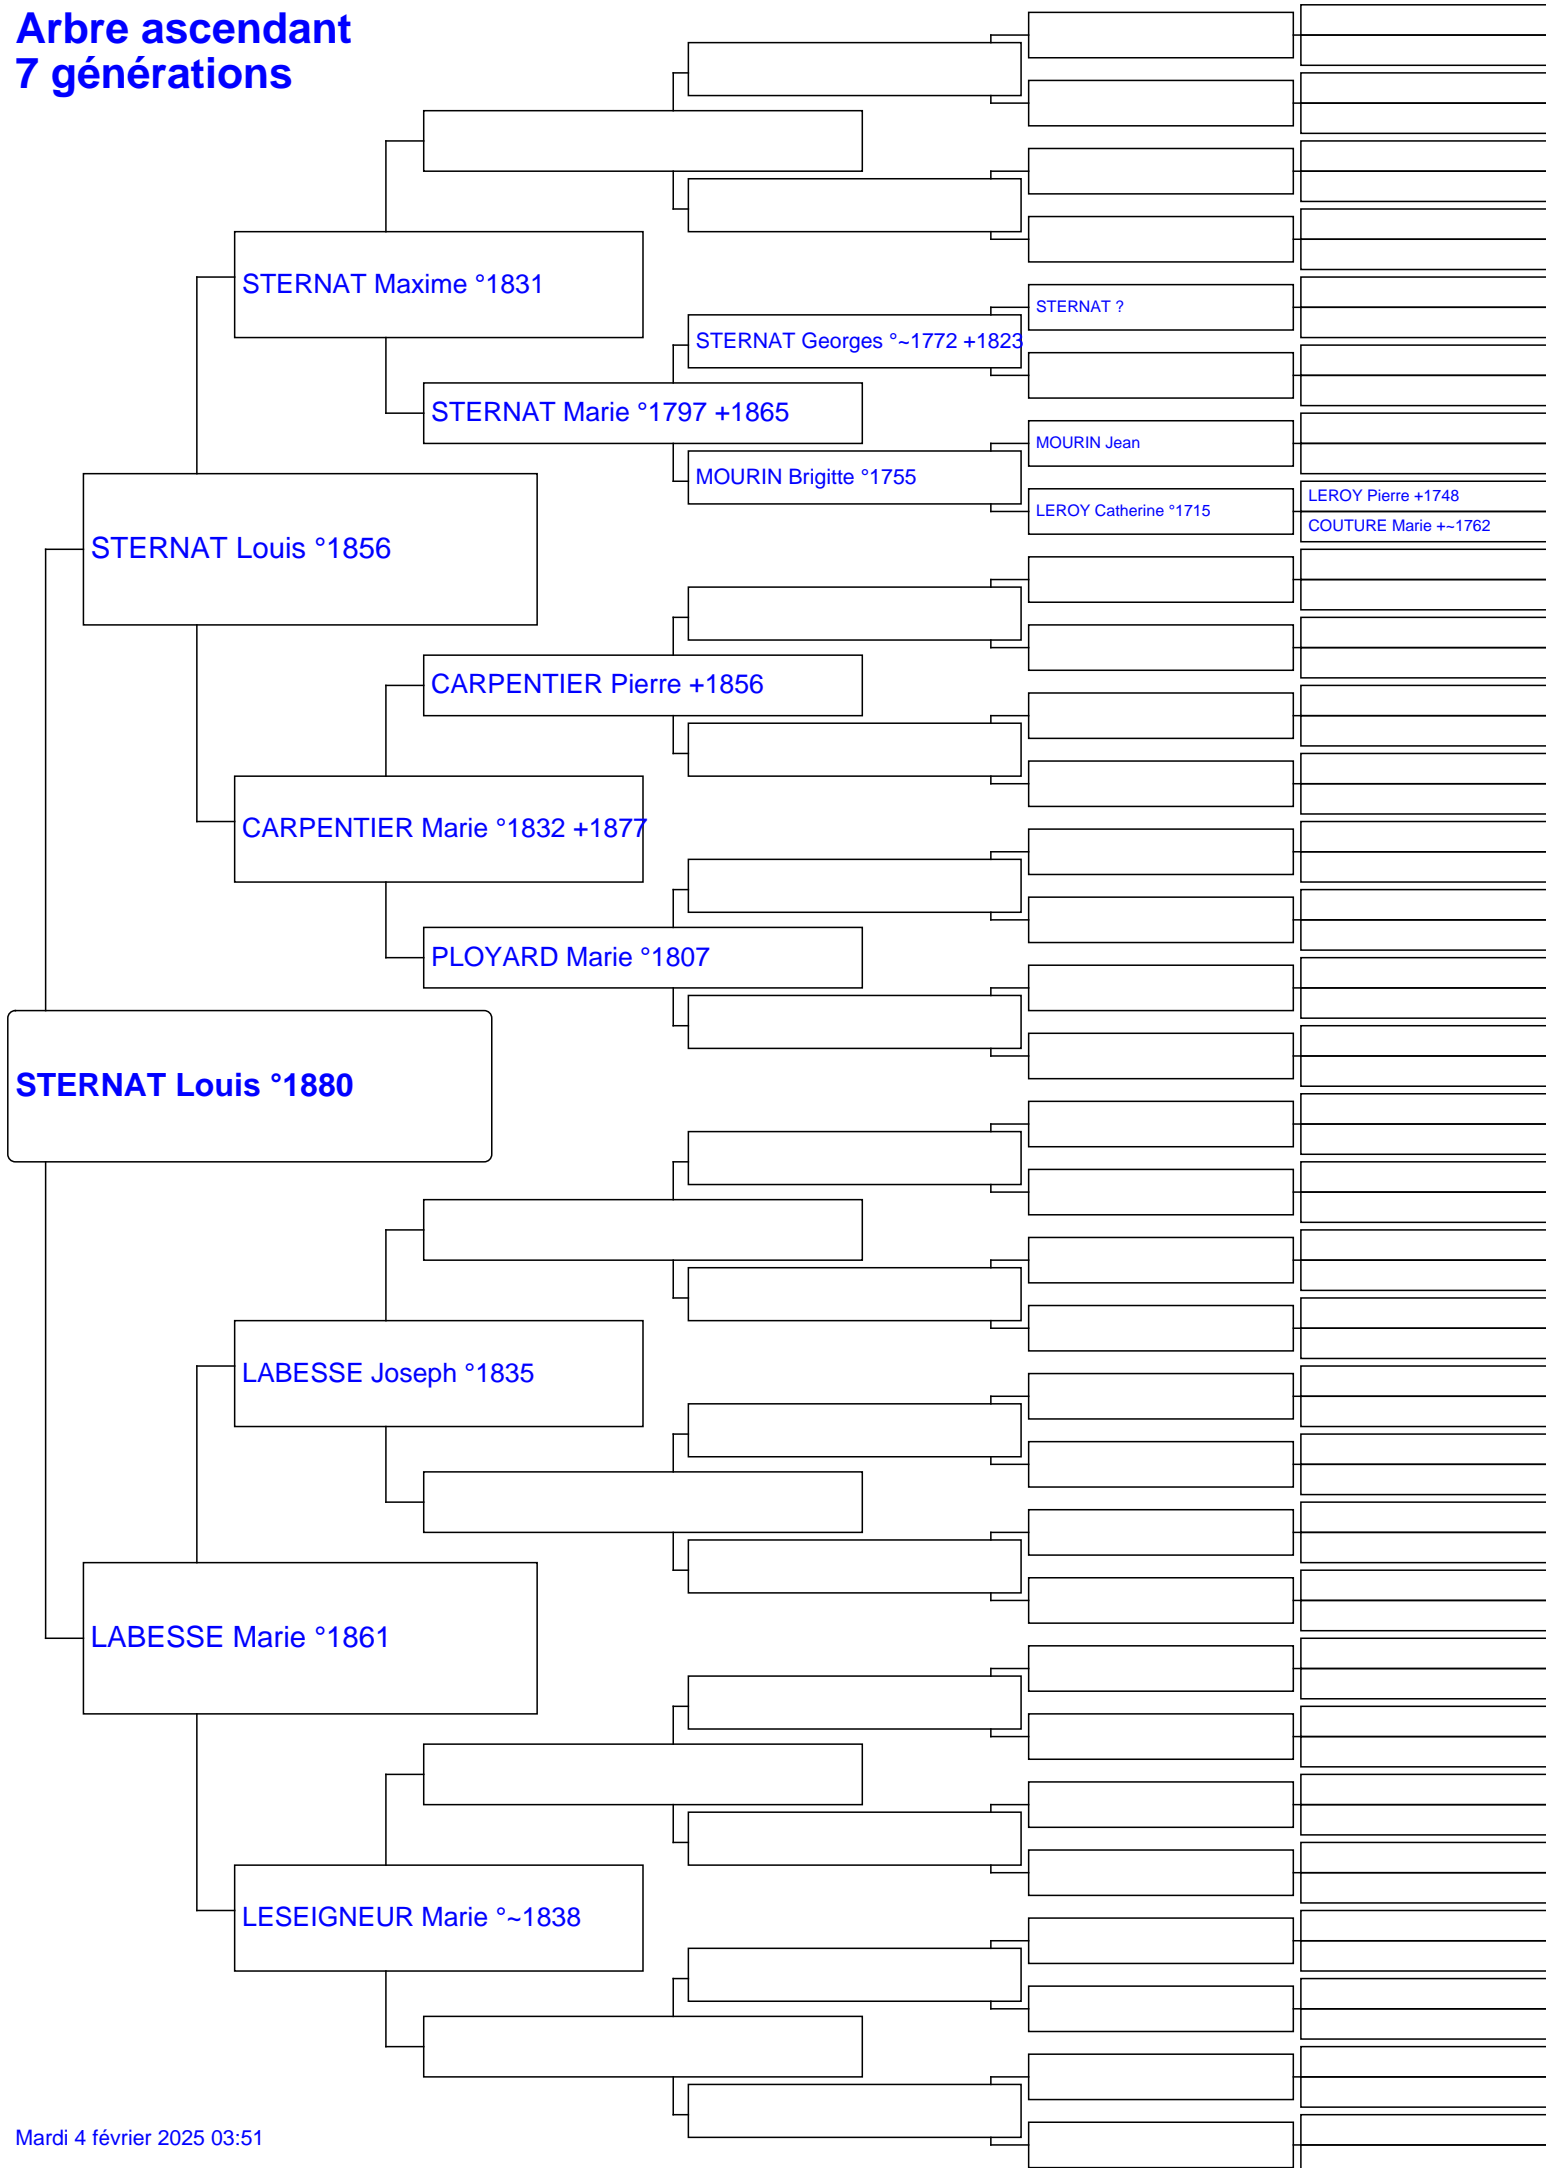 Arbre ascendant
7 générations
STERNAT Maxime °1831
STERNAT ?
STERNAT Georges °~1772 +1823
STERNAT Marie °1797 +1865
MOURIN Jean
MOURIN Brigitte °1755
LEROY Pierre +1748
LEROY Catherine °1715
COUTURE Marie +~1762
STERNAT Louis °1856
CARPENTIER Pierre +1856
CARPENTIER Marie °1832 +1877
PLOYARD Marie °1807
STERNAT Louis °1880
LABESSE Joseph °1835
LABESSE Marie °1861
LESEIGNEUR Marie °~1838
Mardi 4 février 2025 03:51